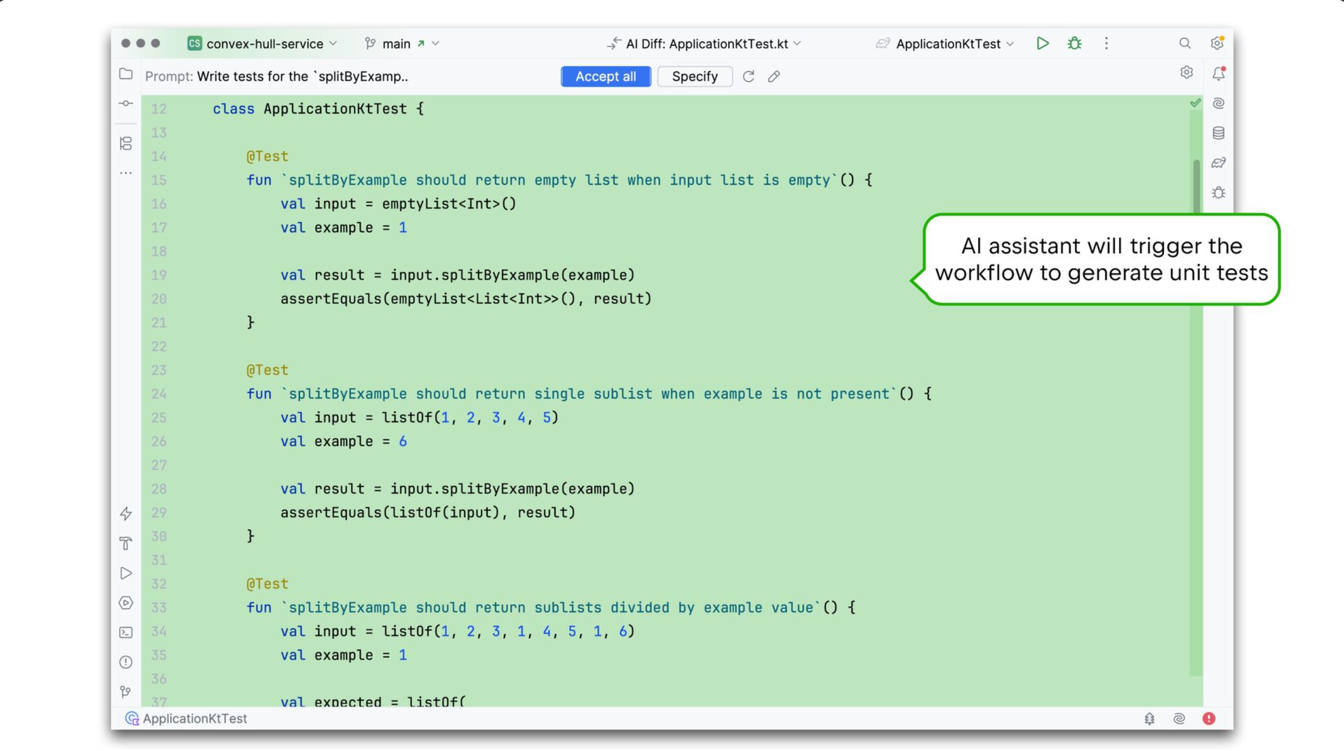 CS convex-hull-service main AI Diff: ApplicationKtTest.kt ApplicationKtTest
Prompt: Write tests for the `splitByExamp.. Accept all Specify
12 class ApplicationKtTest {
13
14 @Test
15 fun `splitByExample should return empty list when input list is empty`() {
16 val input = emptyList<Int>()
17 val example = 1
18
19 val result = input.splitByExample(example)
20 assertEquals(emptyList<List<Int>>(), result)
21 }
22
23 @Test
24 fun `splitByExample should return single sublist when example is not present`() {
25 val input = listOf(1, 2, 3, 4, 5)
26 val example = 6
27
28 val result = input.splitByExample(example)
29 assertEquals(listOf(input), result)
30 }
31
32 @Test
33 fun `splitByExample should return sublists divided by example value`() {
34 val input = listOf(1, 2, 3, 1, 4, 5, 1, 6)
35 val example = 1
36
37 val expected = listOf(
AI assistant will trigger the
workflow to generate unit tests
ApplicationKtTest